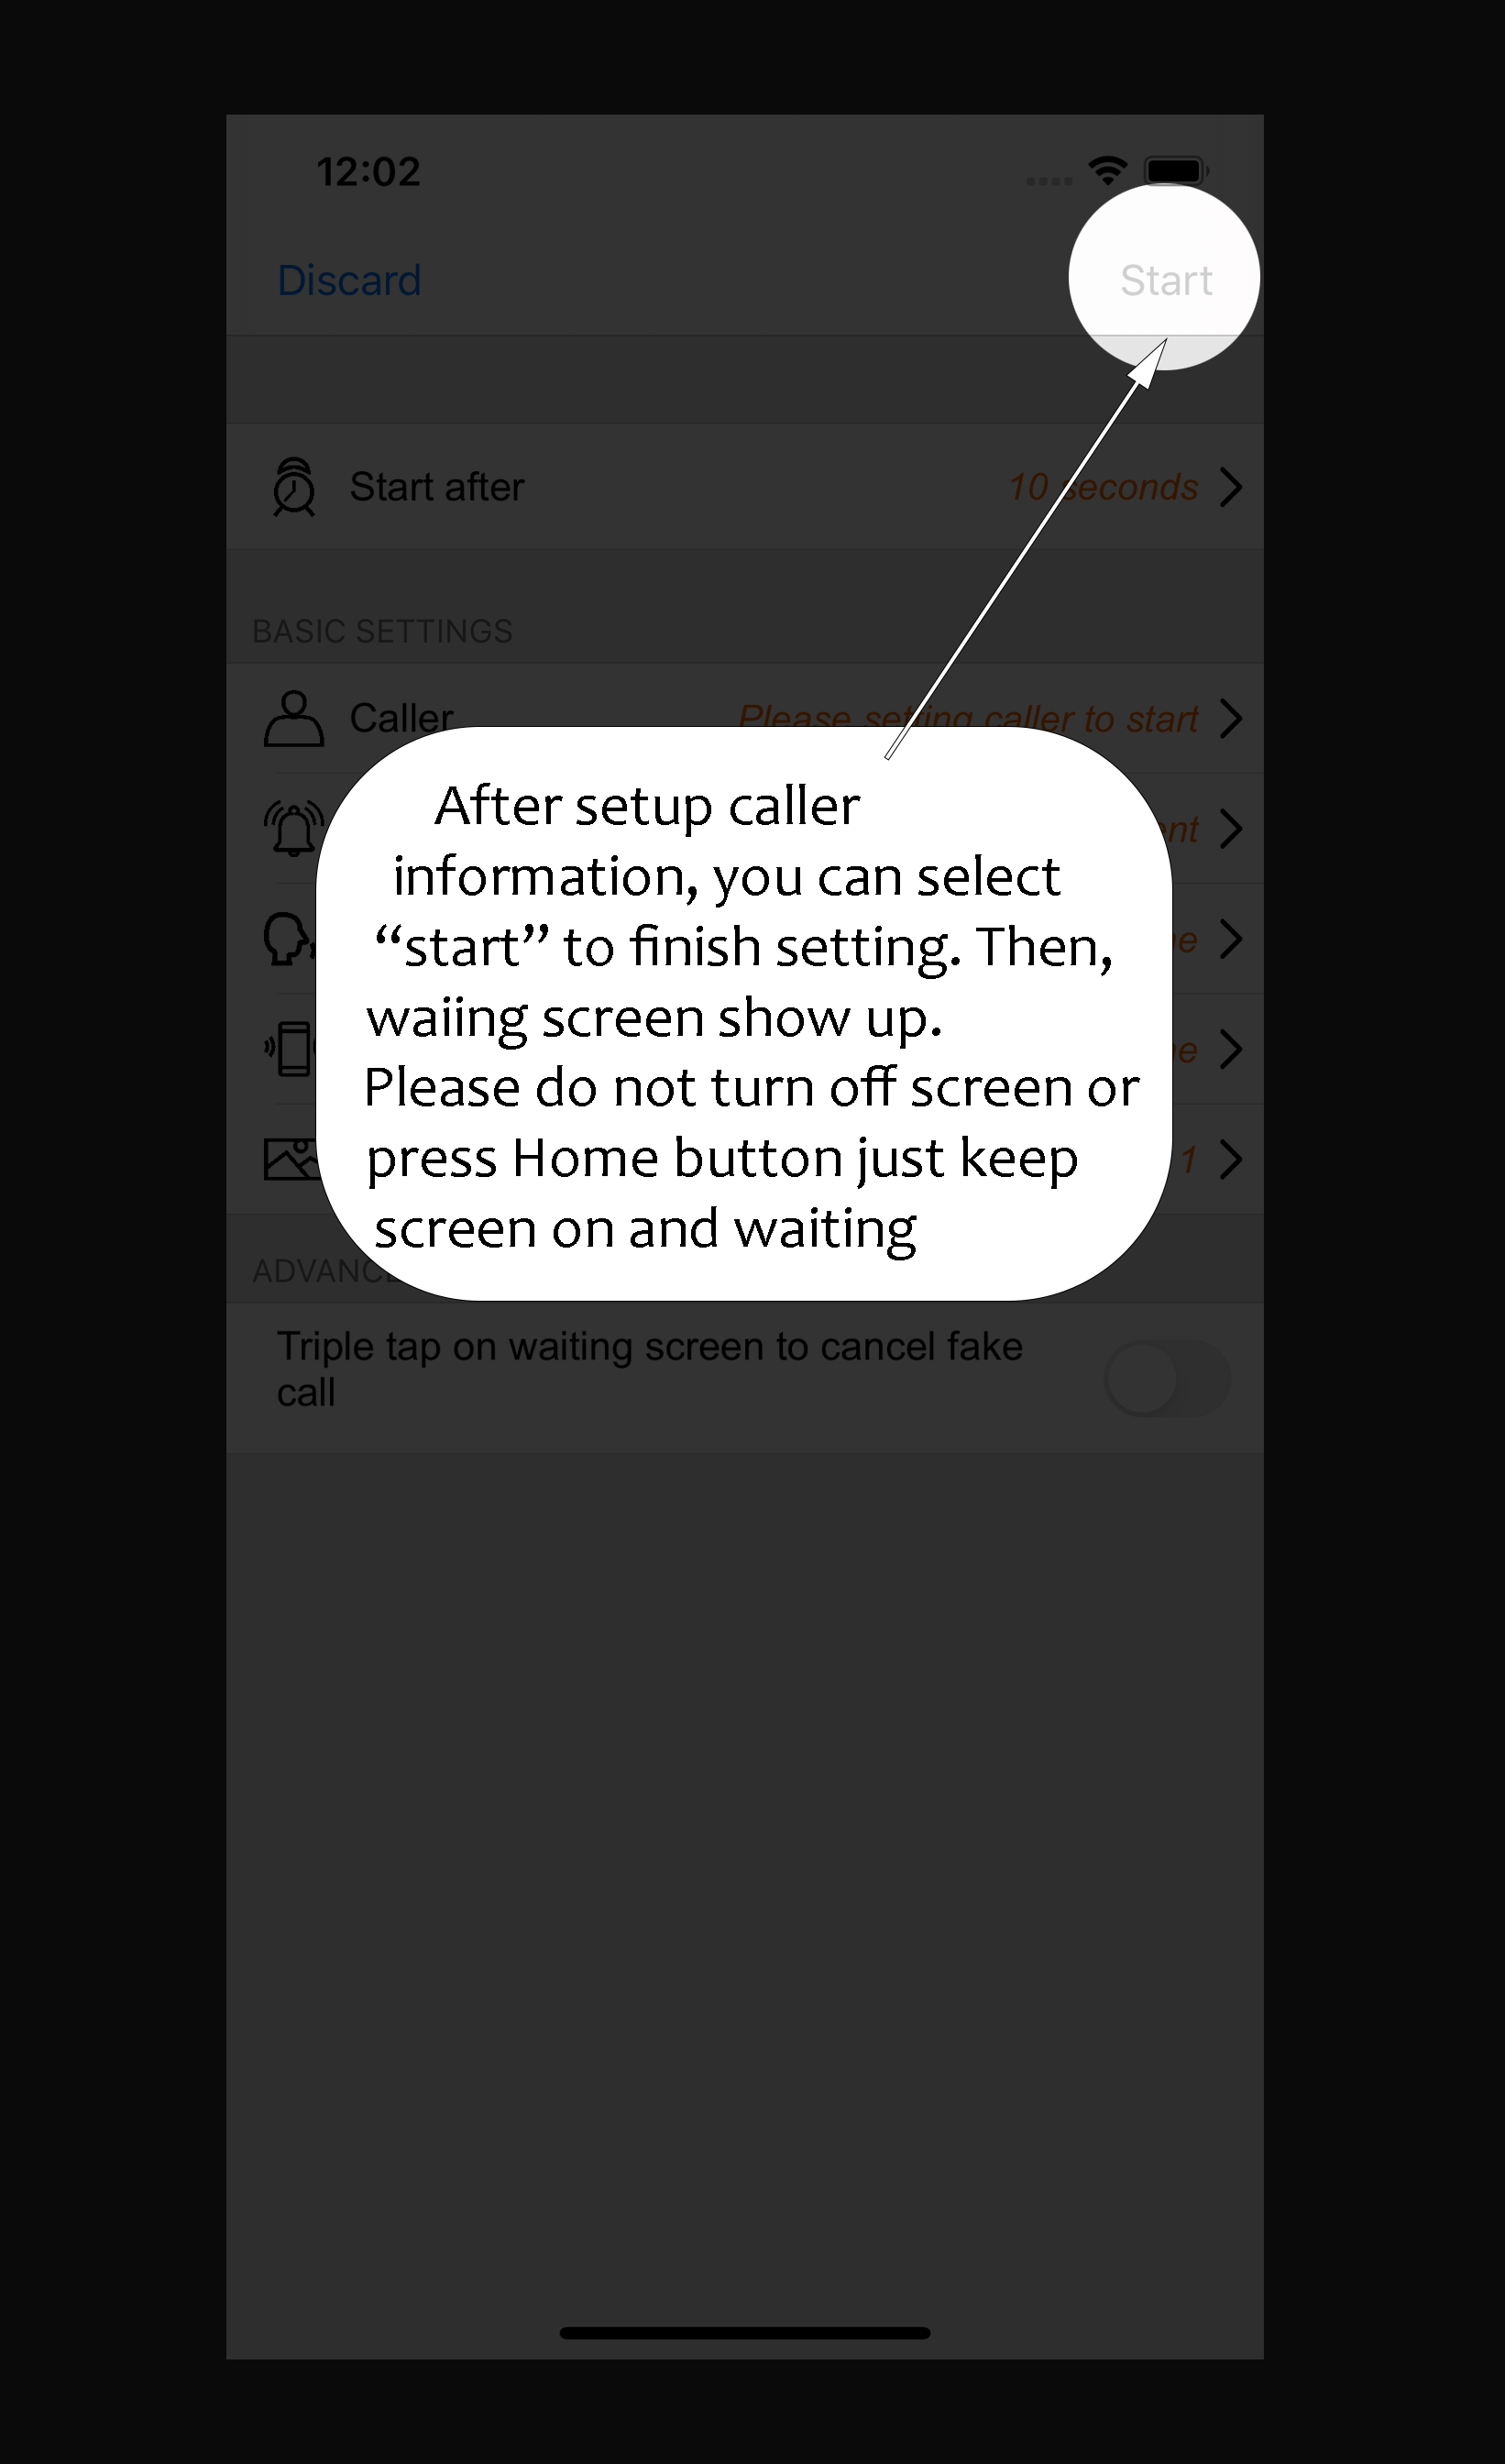 12:02
Discard
Start
Start after
10 seconds
BASIC SETTINGS
Caller
Please setting caller to start
After setup caller
information, you can select
“start” to finish setting. Then,
waiing screen show up.
Please do not turn off screen or
press Home button just keep
screen on and waiting
1
Triple tap on waiting screen to cancel fake
call